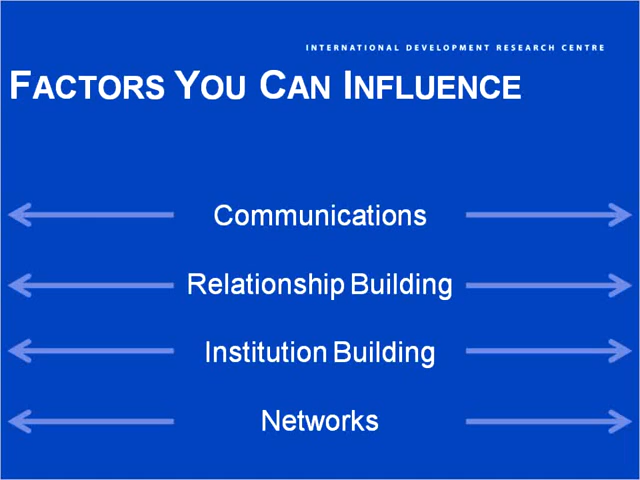 INTERNATIONAL DEVELOPMENT RESEARCH CENTRE
FACTORS YOU CAN INFLUENCE
Communications
Relationship Building
Institution Building
Networks